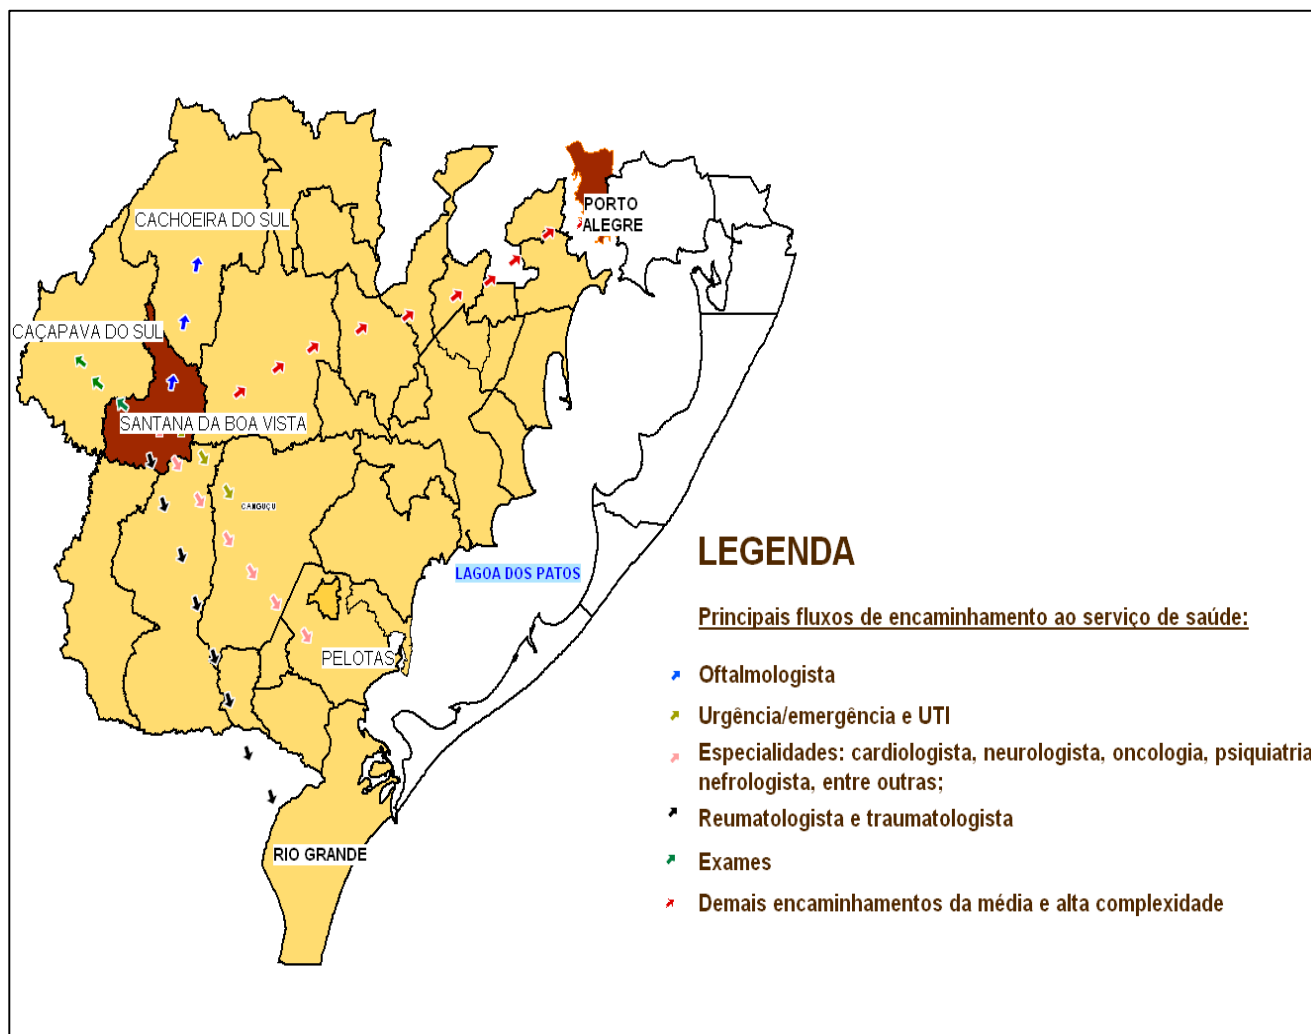 PORTO
ALEGRE
CACHOEIRA DO SUL
CAÇAPAVA DO SUL
SANTANA DA BOA VISTA
CANGUÇU
LAGOA DOS PATOS
PELOTAS
RIO GRANDE
LEGENDA
Principais fluxos de encaminhamento ao serviço de saúde:
Oftalmologista
Urgência/emergência e UTI
Especialidades: cardiologista, neurologista, oncologia, psiquiatria
nefrologista, entre outras;
Reumatologista e traumatologista
Exames
Demais encaminhamentos da média e alta complexidade